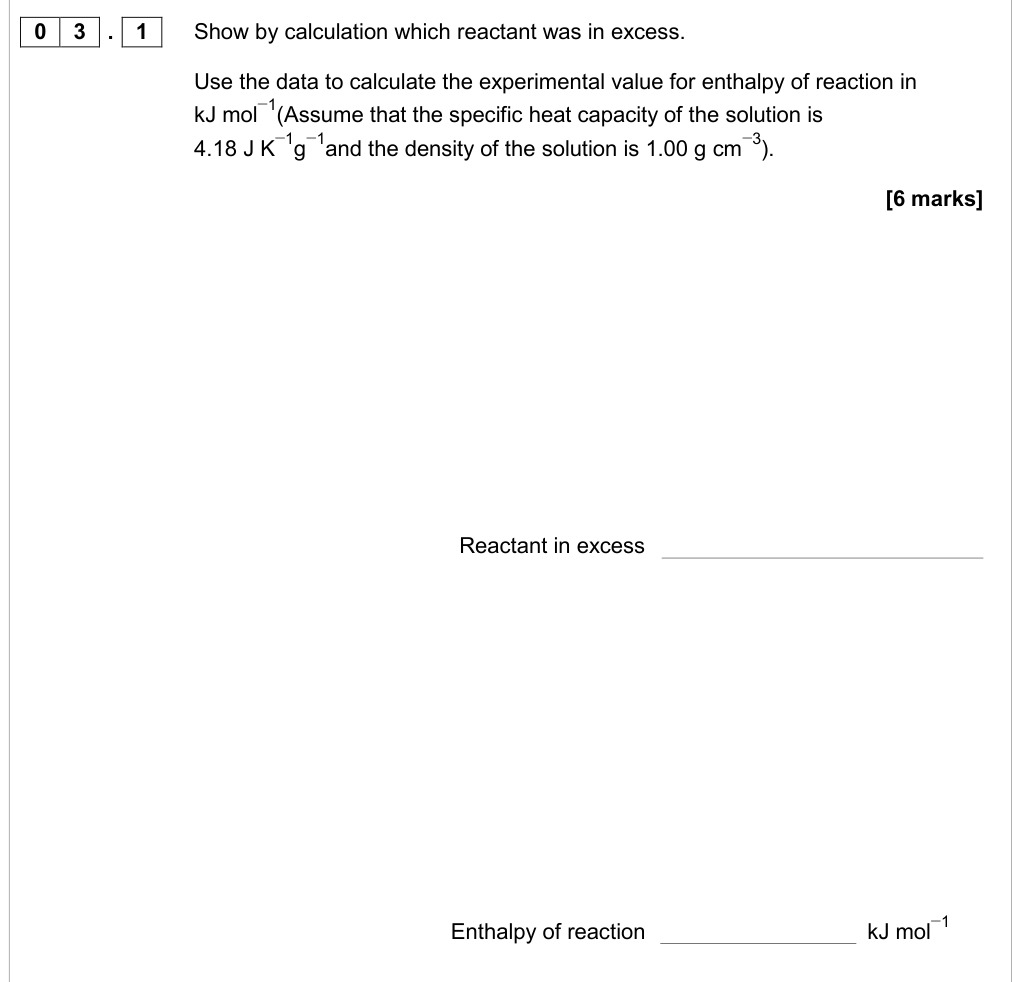 0 3 . 1 Show by calculation which reactant was in excess.
Use the data to calculate the enthalpy of reaction experimental value for enthalpy of reaction in
kJ mol⁻¹(Assume that the specific heat capacity of the solution is
4.18 J K⁻¹g⁻¹and the density of the solution is 1.00 g cm⁻³).
[6 marks]
Reactant in excess
Enthalpy of reaction kJ mol⁻¹